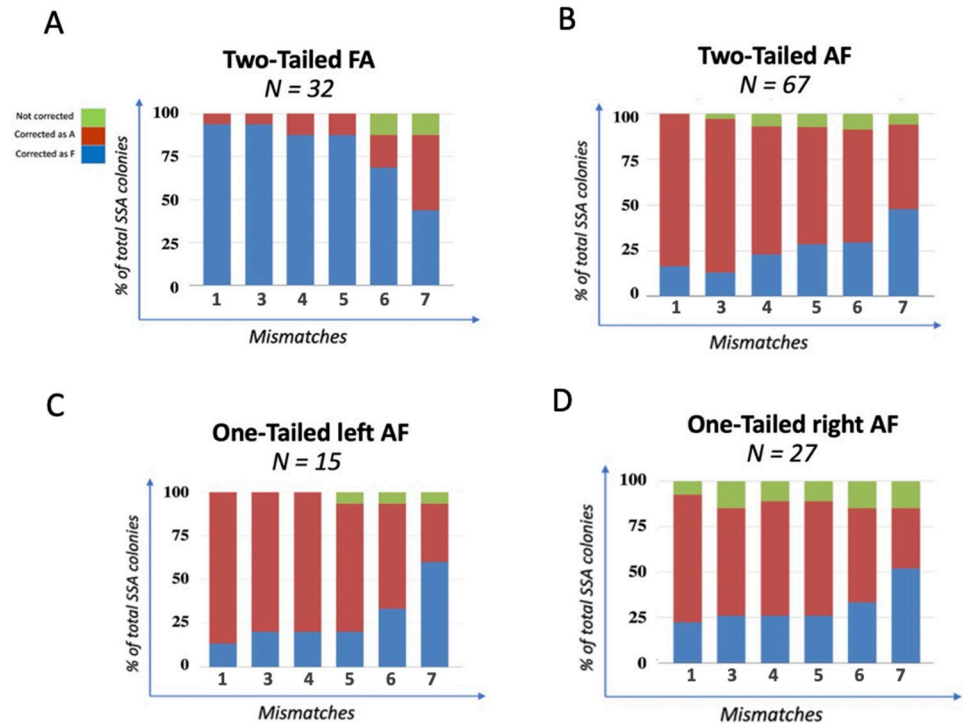 A
Two-Tailed FA
N = 32
Not corrected
Corrected as A
Corrected as F
% of total SSA colonies
100
75
50
25
0
1 3 4 5 6 7
Mismatches
B
Two-Tailed AF
N = 67
% of total SSA colonies
100
75
50
25
0
1 3 4 5 6 7
Mismatches
C
One-Tailed left AF
N = 15
% of total SSA colonies
100
75
50
25
0
1 3 4 5 6 7
Mismatches
D
One-Tailed right AF
N = 27
% of total SSA colonies
100
75
50
25
0
1 3 4 5 6 7
Mismatches